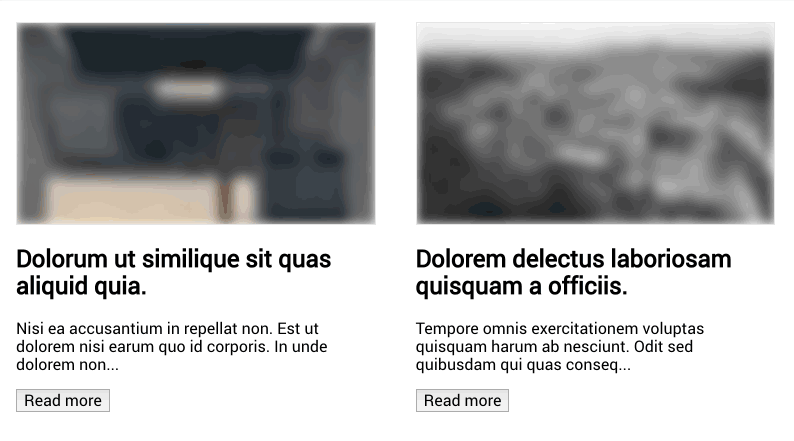 Dolorum ut similique sit quas
aliquid quia.
Nisi ea accusantium in repellat non. Est ut
dolorem nisi earum quo id corporis. In unde
dolorem non...
Read more
Dolorem delectus laboriosam
quisquam a officiis.
Tempore omnis exercitationem voluptas
quisquam harum ab nesciunt. Odit sed
quibusdam qui quas conseq...
Read more